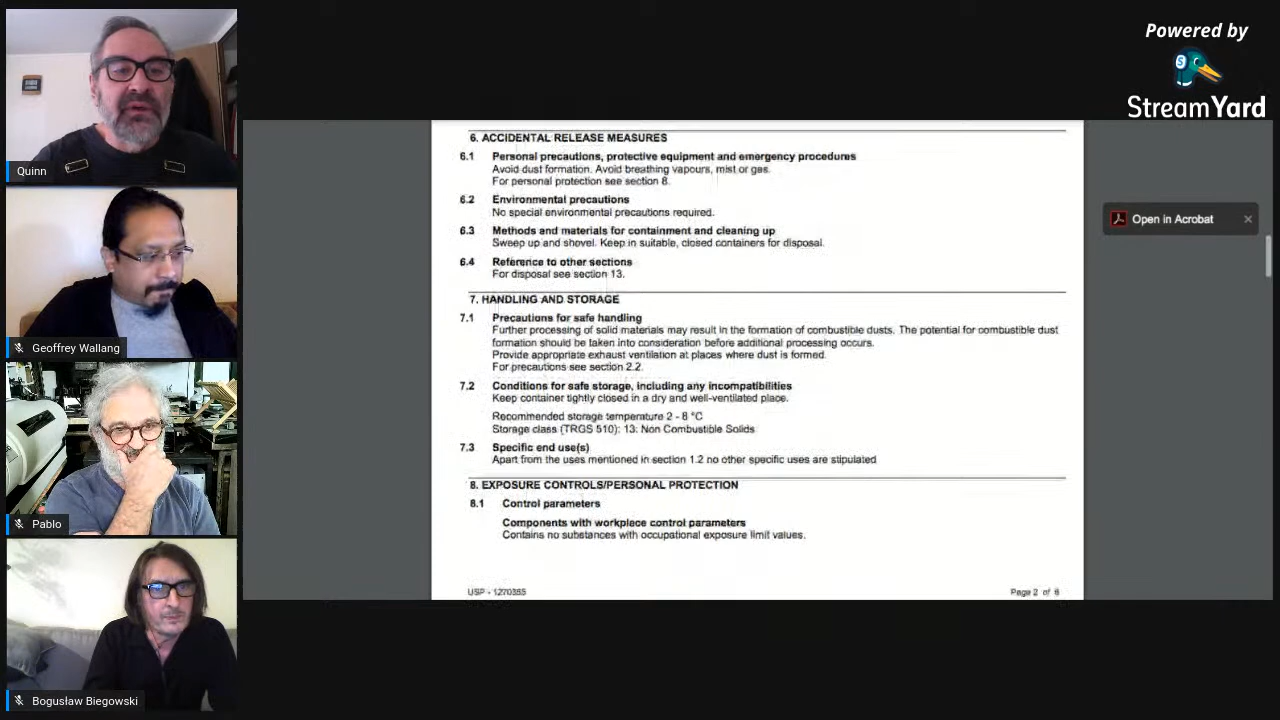 Powered by
StreamYard
Quinn
Geoffrey Wallang
Pablo
Bogusław Biegowski
Open in Acrobat
6. ACCIDENTAL RELEASE MEASURES
6.1 Personal precautions, protective equipment and emergency procedures
Avoid dust formation. Avoid breathing vapours, mist or gas.
For personal protection see section 8.
6.2 Environmental precautions
No special environmental precautions required.
6.3 Methods and materials for containment and cleaning up
Sweep up and shovel. Keep in suitable, closed containers for disposal.
6.4 Reference to other sections
For disposal see section 13.
7. HANDLING AND STORAGE
7.1 Precautions for safe handling
Further processing of solid materials may result in the formation of combustible dusts. The potential for combustible dust
formation should be taken into consideration before additional processing occurs.
Provide appropriate exhaust ventilation at places where dust is formed.
For precautions see section 2.2.
7.2 Conditions for safe storage, including any incompatibilities
Keep container tightly closed in a dry and well-ventilated place.
Recommended storage temperature 2 - 8 °C
Storage class (TRGS 510): 13: Non Combustible Solids
7.3 Specific end use(s)
Apart from the uses mentioned in section 1.2 no other specific uses are stipulated
8. EXPOSURE CONTROLS/PERSONAL PROTECTION
8.1 Control parameters
Components with workplace control parameters
Contains no substances with occupational exposure limit values.
USP - 1270355
Page 2 of 6